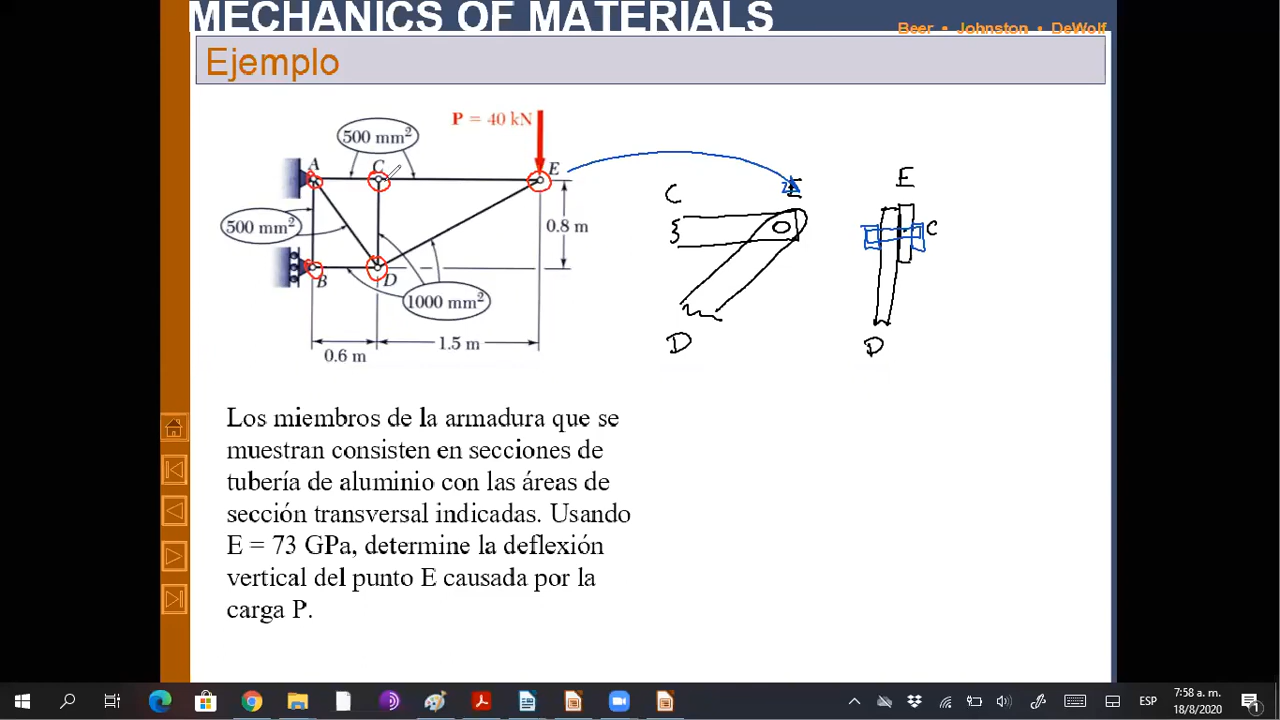 MECHANICS OF MATERIALS
Beer • Johnston • DeWolf
Ejemplo
P = 40 kN
500 mm²
A
C
E
500 mm²
0.8 m
B
D
1000 mm²
0.6 m
1.5 m
C
E
D
E
C
D
Los miembros de la armadura que se
muestran consisten en secciones de
tubería de aluminio con las áreas de
sección transversal indicadas. Usando
E = 73 GPa, determine la deflexión
vertical del punto E causada por la
carga P.
ESP
7:58 a. m.
18/8/2020
1